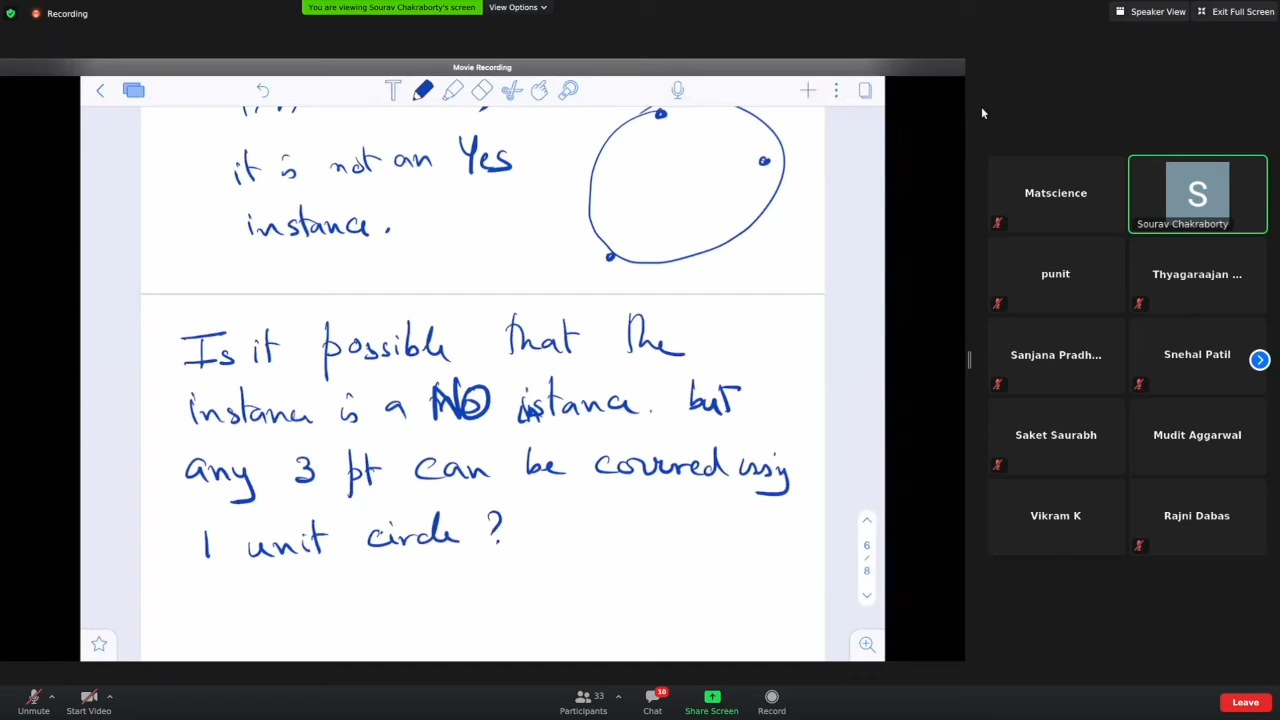 Recording
You are viewing Sourav Chakraborty's screen
View Options
Speaker View
Exit Full Screen
Movie Recording
it is not an Yes
instance.
Is it possible that the
instance is a NO instance. but
any 3 pt can be covered using
1 unit circle ?
6
/
8
Matscience
S
Sourav Chakraborty
punit
Thyagaraajan ...
Sanjana Pradh...
Snehal Patil
Saket Saurabh
Mudit Aggarwal
Vikram K
Rajni Dabas
Unmute
Start Video
33
Participants
10
Chat
Share Screen
Record
Leave